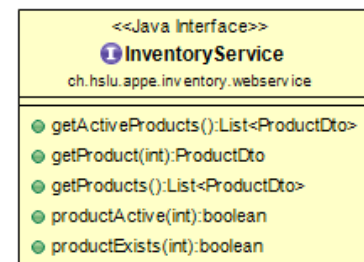 <<Java Interface>>
InventoryService
ch.hslu.appe.inventory.webservice
getActiveProducts():List<ProductDto>
getProduct(int):ProductDto
getProducts():List<ProductDto>
productActive(int):boolean
productExists(int):boolean